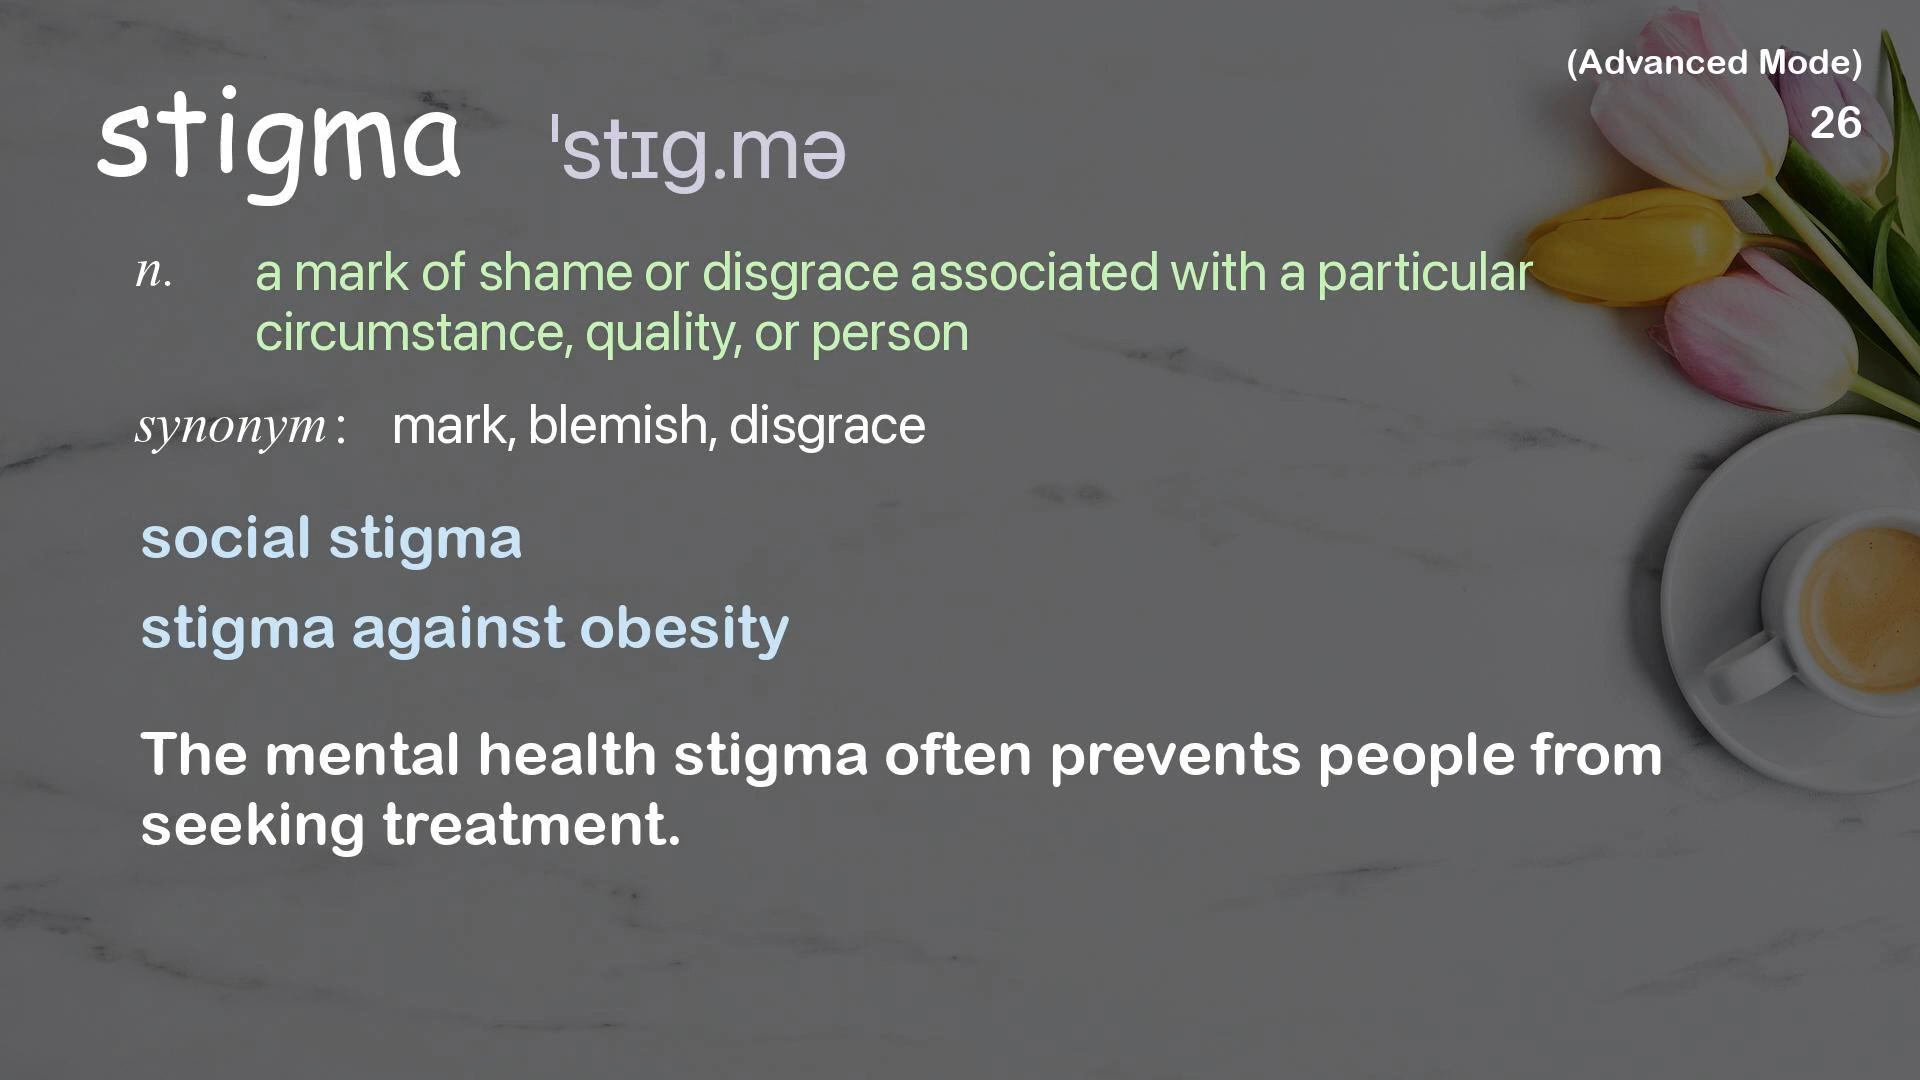 (Advanced Mode)
26
stigma ˈstɪg.mə
n. a mark of shame or disgrace associated with a particular
circumstance, quality, or person
synonym: mark, blemish, disgrace
social stigma
stigma against obesity
The mental health stigma often prevents people from
seeking treatment.